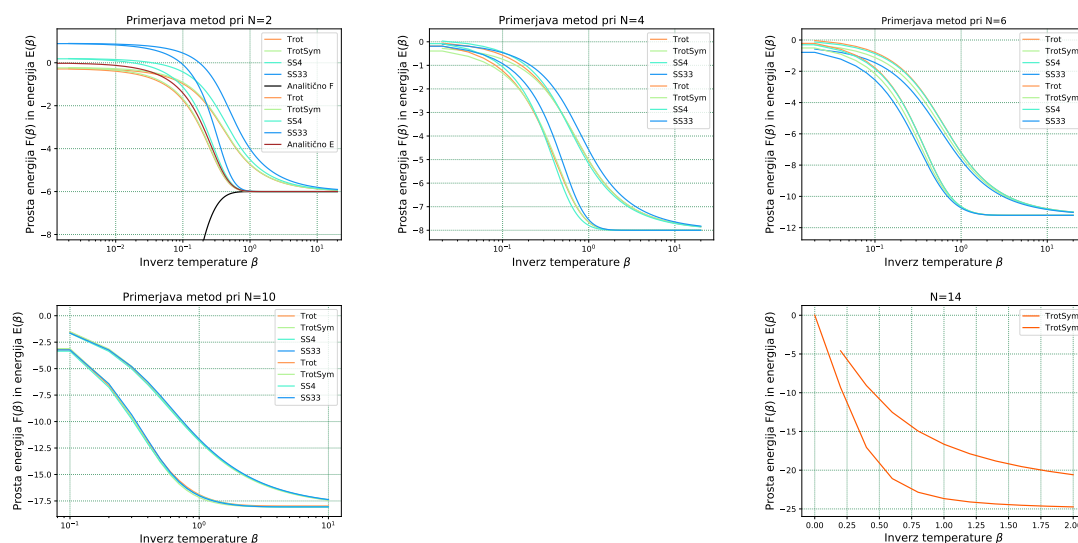 Primerjava metod pri N=2
Prosta energija F(β) in energija E(β)
0
−2
−4
−6
−8
Trot
TrotSym
SS4
SS33
Analitično F
Trot
TrotSym
SS4
SS33
Analitično E
10⁻² 10⁻¹ 10⁰ 10¹
Inverz temperature β
Primerjava metod pri N=4
Prosta energija F(β) in energija E(β)
0
−1
−2
−3
−4
−5
−6
−7
−8
Trot
TrotSym
SS4
SS33
Trot
TrotSym
SS4
SS33
10⁻¹ 10⁰ 10¹
Inverz temperature β
Primerjava metod pri N=6
Prosta energija F(β) in energija E(β)
0
−2
−4
−6
−8
−10
−12
Trot
TrotSym
SS4
SS33
Trot
TrotSym
SS4
SS33
10⁻¹ 10⁰ 10¹
Inverz temperature β
Primerjava metod pri N=10
Prosta energija F(β) in energija E(β)
0.0
−2.5
−5.0
−7.5
−10.0
−12.5
−15.0
−17.5
Trot
TrotSym
SS4
SS33
Trot
TrotSym
SS4
SS33
10⁻¹ 10⁰ 10¹
Inverz temperature β
N=14
Prosta energija F(β) in energija E(β)
0
−5
−10
−15
−20
−25
TrotSym
TrotSym
0.00 0.25 0.50 0.75 1.00 1.25 1.50 1.75 2.00
Inverz temperature β